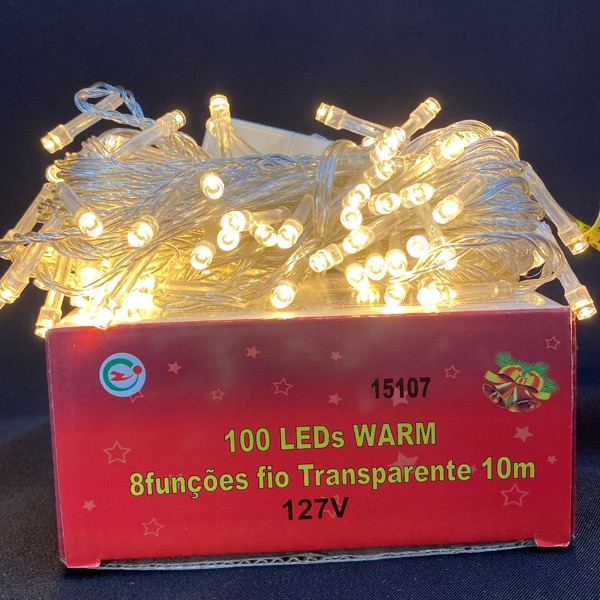 15107
100 LEDs WARM
8funções fio Transparente 10m
127V